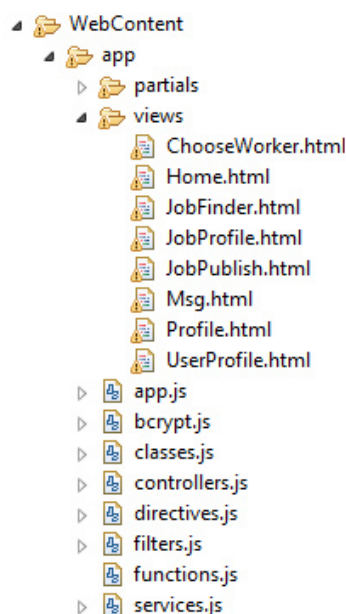 WebContent
app
partials
views
ChooseWorker.html
Home.html
JobFinder.html
JobProfile.html
JobPublish.html
Msg.html
Profile.html
UserProfile.html
app.js
bcrypt.js
classes.js
controllers.js
directives.js
filters.js
functions.js
services.js